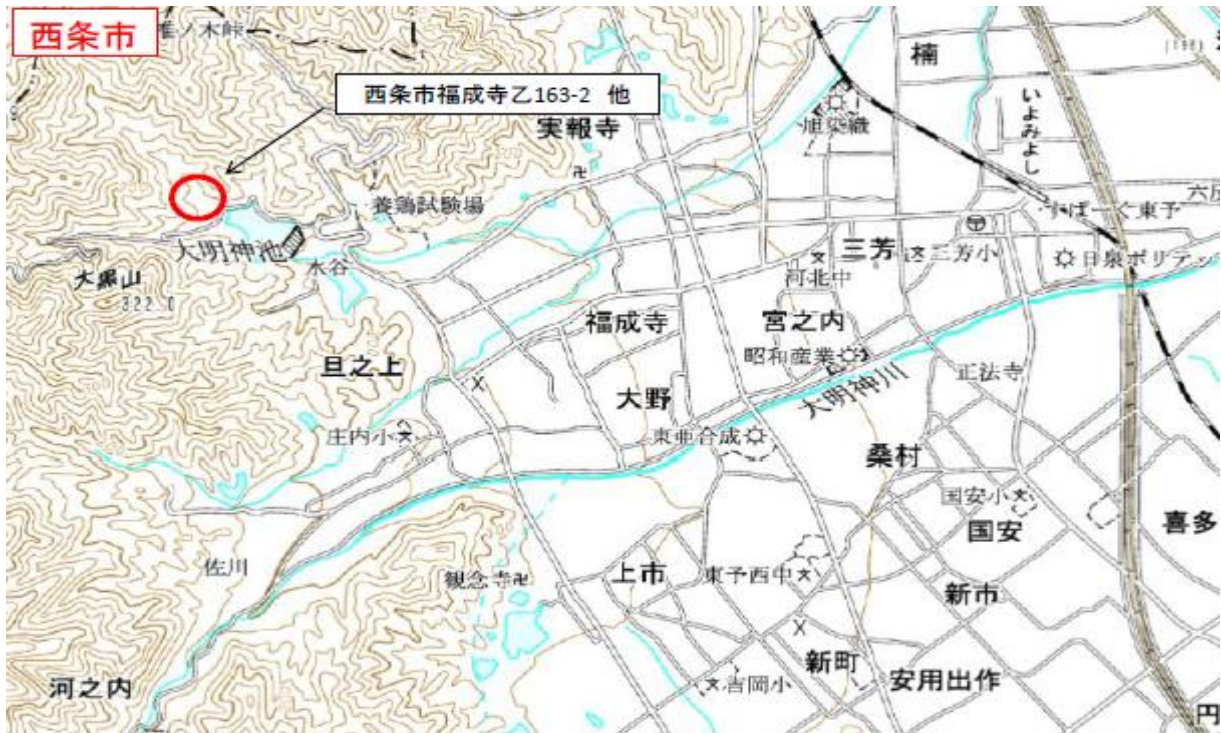 西条市
西条市福成寺乙163-2 他
楠
実報寺
旭染織
いよみよし
養鶏試験場
すぱーく東予
大明神池
水谷
三芳
三芳小
日泉ポリテッ
河北中
大黒山
322.0
福成寺
宮之内
旦之上
昭和産業
大明神川
正法寺
大野
庄内小
東亜合成
桑村
国安小
国安
喜多
佐川
観念寺
上市
東予西中
新市
新町
河之内
吉岡小
安用出作
円